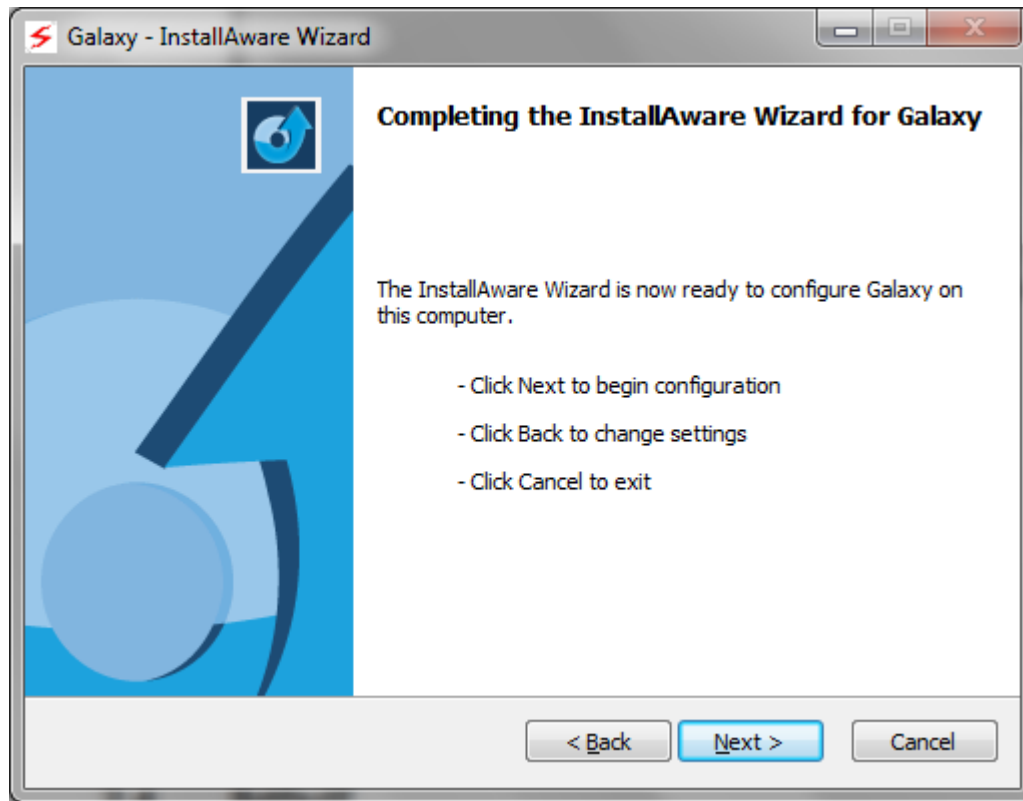 Galaxy - InstallAware Wizard
Completing the InstallAware Wizard for Galaxy
The InstallAware Wizard is now ready to configure Galaxy on
this computer.
- Click Next to begin configuration
- Click Back to change settings
- Click Cancel to exit
< Back Next > Cancel